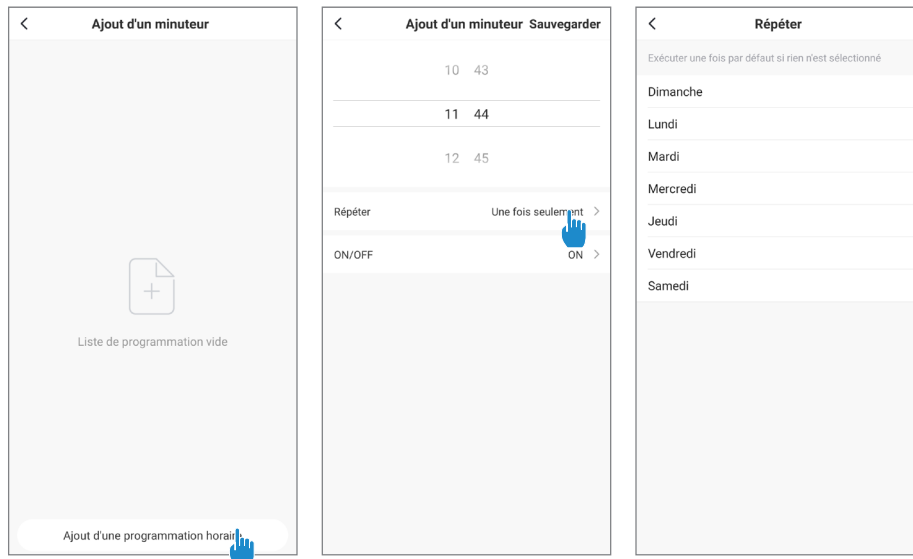 Ajout d'un minuteur
Liste de programmation vide
Ajout d'une programmation horaire
Ajout d'un minuteur Sauvegarder
10 43
11 44
12 45
Répéter Une fois seulement
ON/OFF ON
Répéter
Exécuter une fois par défaut si rien n'est sélectionné
Dimanche
Lundi
Mardi
Mercredi
Jeudi
Vendredi
Samedi